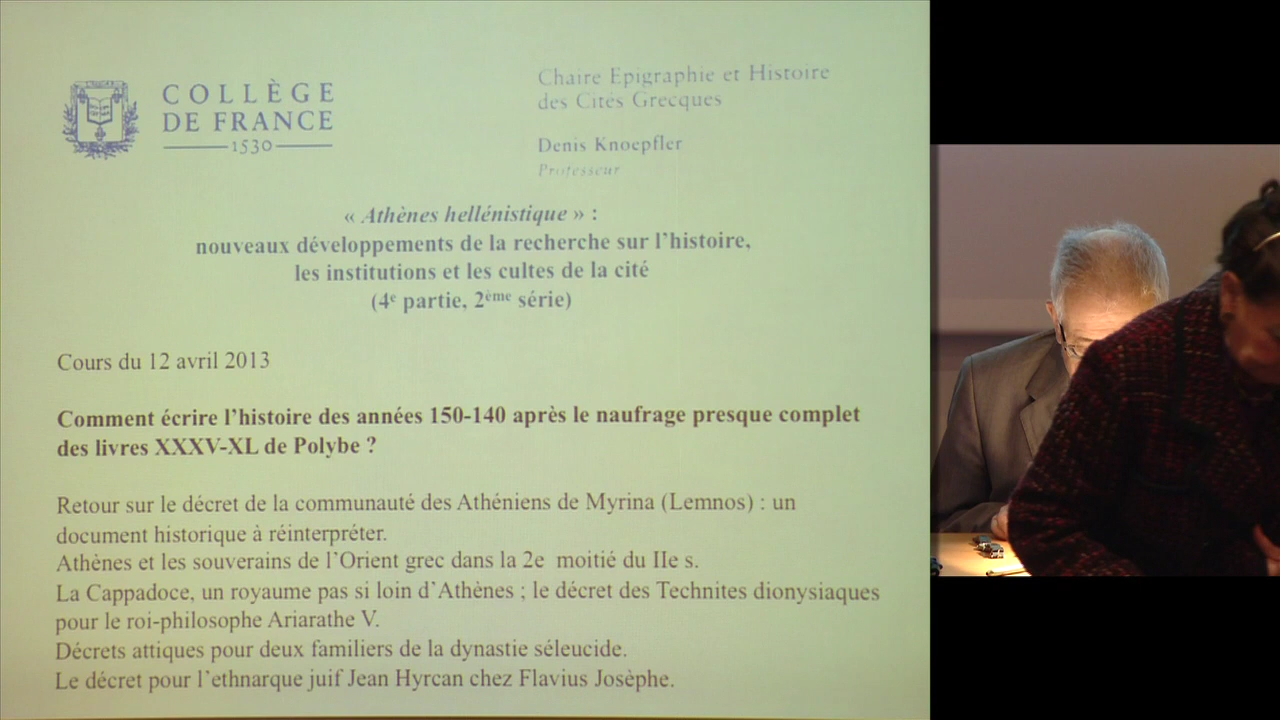 COLLÈGE
DE FRANCE
1530
Chaire Epigraphie et Histoire
des Cités Grecques
Denis Knoepfler
Professeur
« Athènes hellénistique » :
nouveaux développements de la recherche sur l'histoire,
les institutions et les cultes de la cité
(4e partie, 2ème série)
Cours du 12 avril 2013
Comment écrire l'histoire des années 150-140 après le naufrage presque complet
des livres XXXV-XL de Polybe ?
Retour sur le décret de la communauté des Athéniens de Myrina (Lemnos) : un
document historique à réinterpréter.
Athènes et les souverains de l'Orient grec dans la 2e moitié du IIe s.
La Cappadoce, un royaume pas si loin d'Athènes ; le décret des Technites dionysiaques
pour le roi-philosophe Ariarathe V.
Décrets attiques pour deux familiers de la dynastie séleucide.
Le décret pour l'ethnarque juif Jean Hyrcan chez Flavius Josèphe.